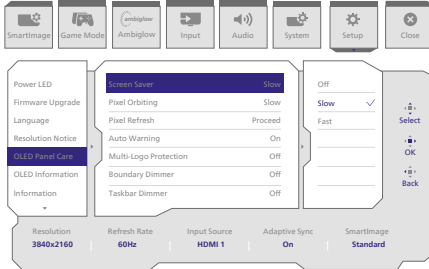 SmartImage
Game Mode
ambiglow
Ambiglow
Input
Audio
System
Setup
Close
Power LED
Firmware Upgrade
Language
Resolution Notice
OLED Panel Care
OLED Information
Information
Screen Saver Slow
Pixel Orbiting Slow
Pixel Refresh Proceed
Auto Warning On
Multi-Logo Protection Off
Boundary Dimmer Off
Taskbar Dimmer Off
Off
Slow
Fast
Select
OK
Back
Resolution Refresh Rate Input Source Adaptive Sync SmartImage
3840x2160 60Hz HDMI 1 On Standard